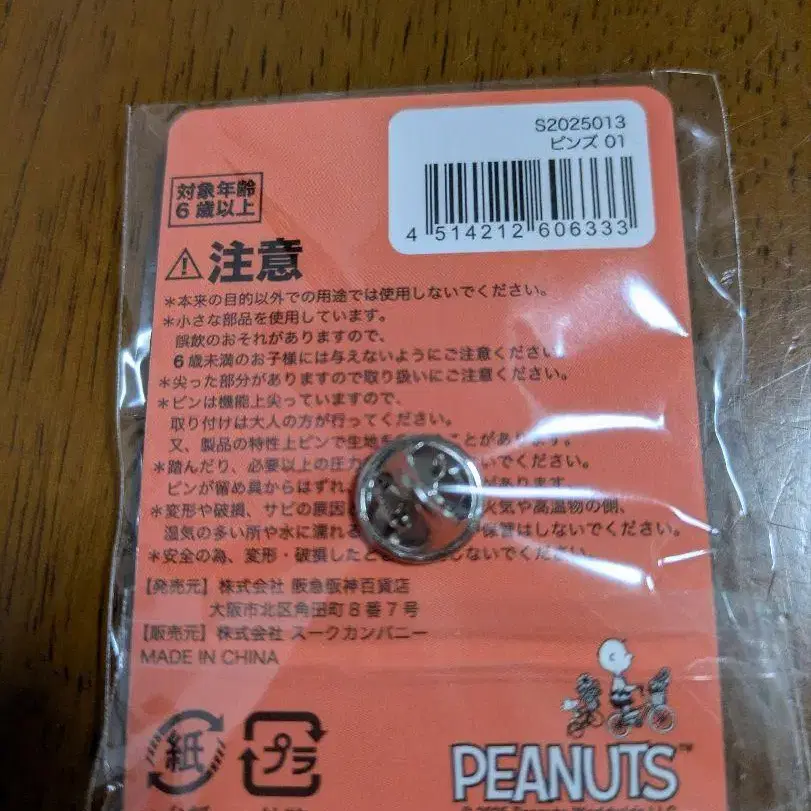 S2025013
ピンズ 01
4 514212 606333
対象年齢
6歳以上
注意
＊本来の目的以外での用途では使用しないでください。
＊小さな部品を使用しています。
誤飲のおそれがありますので、
6歳未満のお子様には与えないようにご注意ください。
＊尖った部分がありますので取り扱いにご注意ください。
＊ピンは機能上尖っていますので、
取り付けは大人の方が行ってください。
又、製品の特性上ピンで生地を ことがあります。
＊踏んだり、必要以上の圧力 いでください。
ピンが留め具からはずれ があります。
＊変形や破損、サビの原因 火気や高温物の側、
湿気の多い所や水に濡れる 保管はしないでください。
＊安全の為、変形・破損したと しないでください。
【発売元】株式会社 阪急阪神百貨店
大阪市北区角田町8番7号
【販売元】株式会社 スークカンパニー
MADE IN CHINA
紙
プラ
PEANUTS™